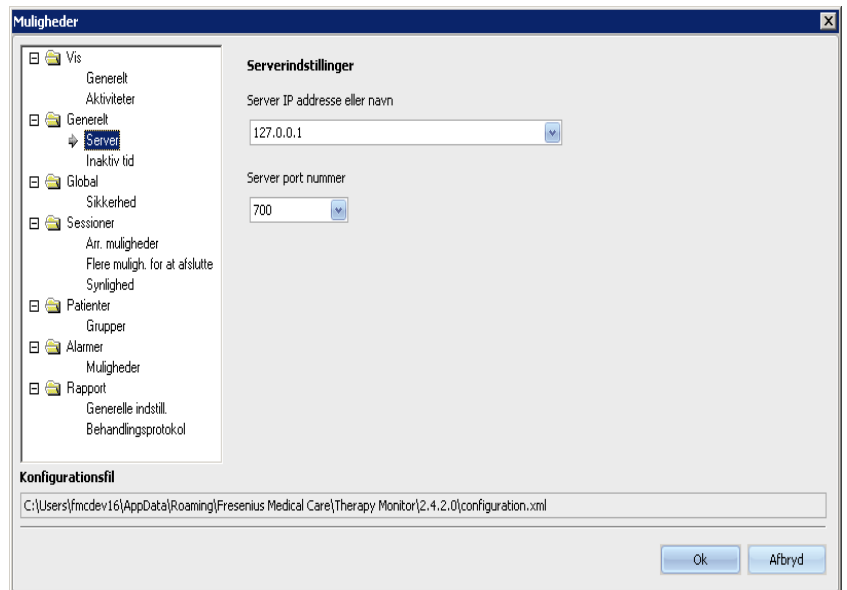 Muligheder
Vis
Generelt
Aktiviteter
Generelt
Server
Inaktiv tid
Global
Sikkerhed
Sessioner
Arr. muligheder
Flere muligh. for at afslutte
Synlighed
Patienter
Grupper
Alarmer
Muligheder
Rapport
Generelle indstill.
Behandlingsprotokol
Serverindstillinger
Server IP addresse eller navn
127.0.0.1
Server port nummer
700
Konfigurationsfil
C:\Users\fmcdev16\AppData\Roaming\Fresenius Medical Care\Therapy Monitor\2.4.2.0\configuration.xml
Ok
Afbryd